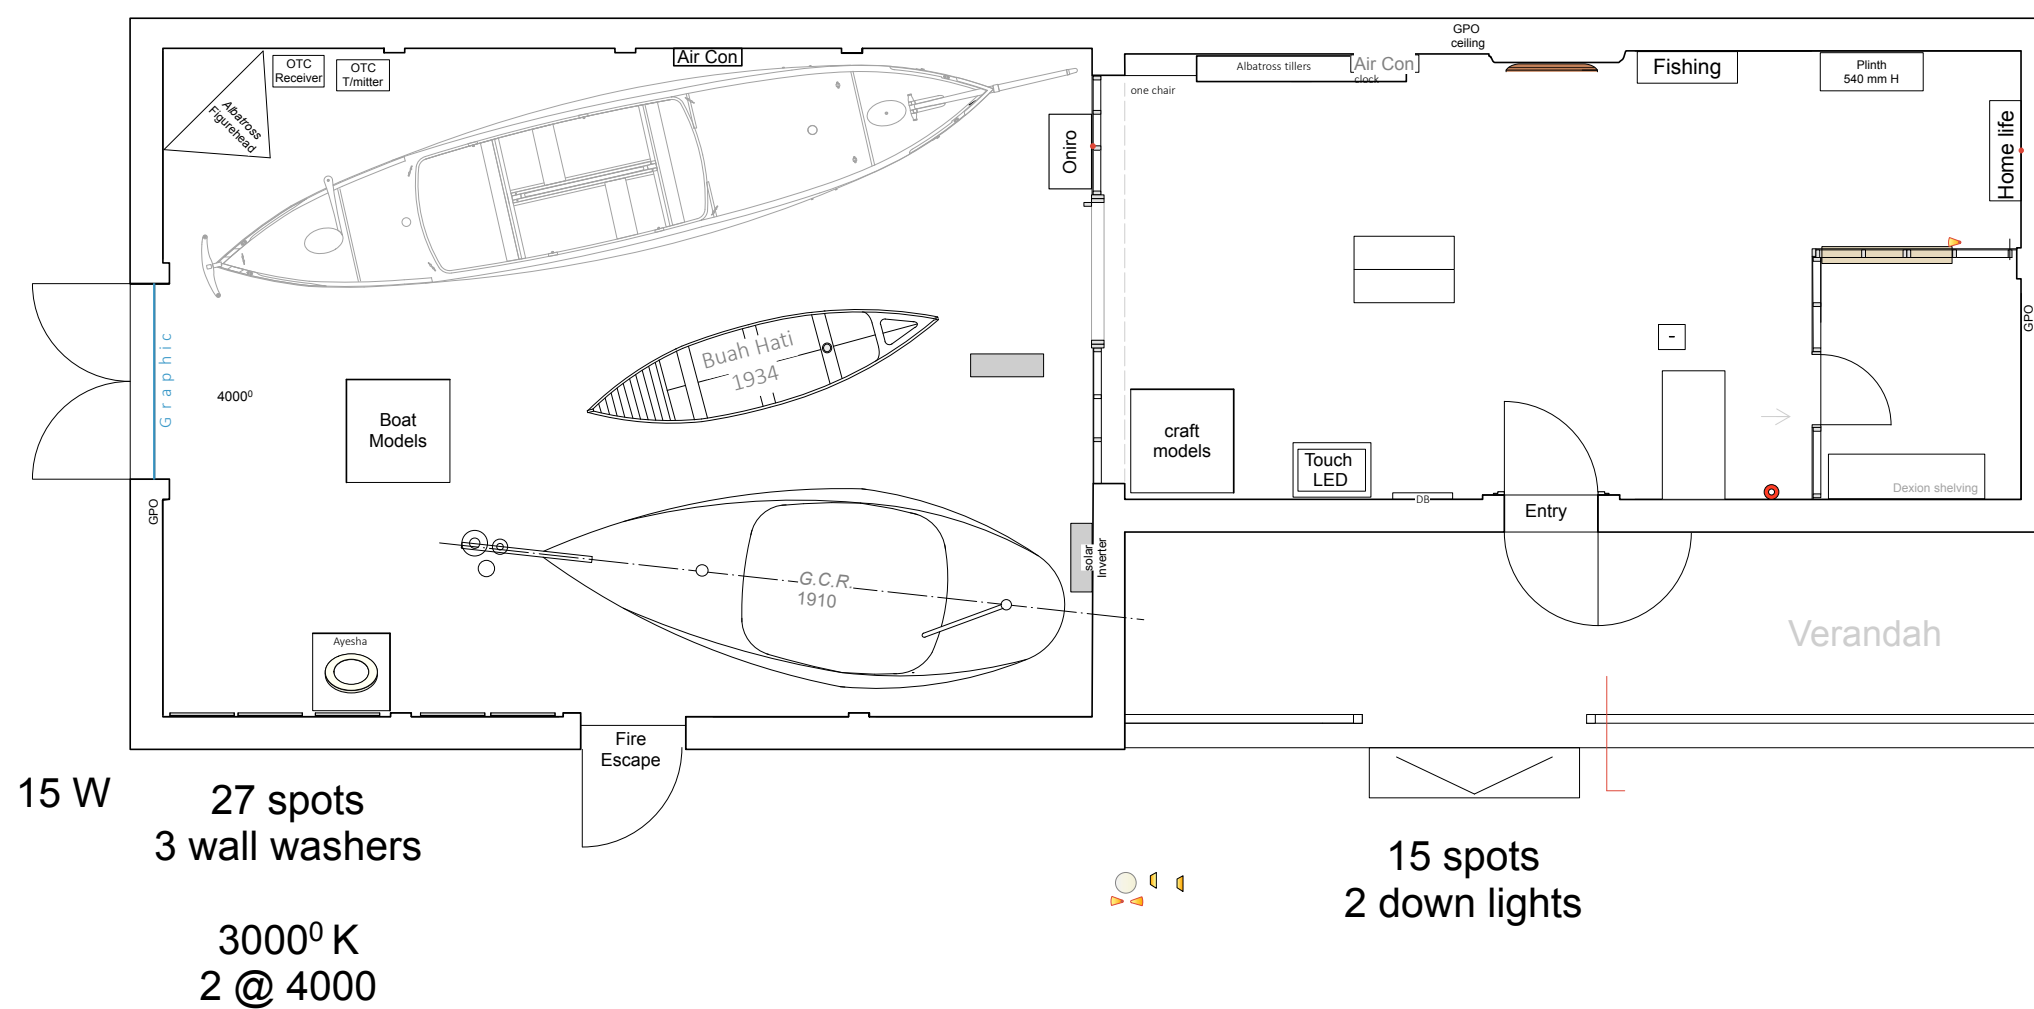 GPO
ceiling
OTC
Receiver
OTC
T/mitter
Air Con
Albatross tillers
Air Con
clock
Fishing
Plinth
540 mm H
one chair
Albatross
Figurehead
Oniro
Home life
Graphic
4000⁰
Buah Hati
1934
Boat
Models
craft
models
Touch
LED
DB
-
GPO
Dexion shelving
GPO
Entry
solar
Inverter
G.C.R.
1910
Ayesha
Verandah
Fire
Escape
15 W
27 spots
3 wall washers
15 spots
2 down lights
3000⁰ K
2 @ 4000